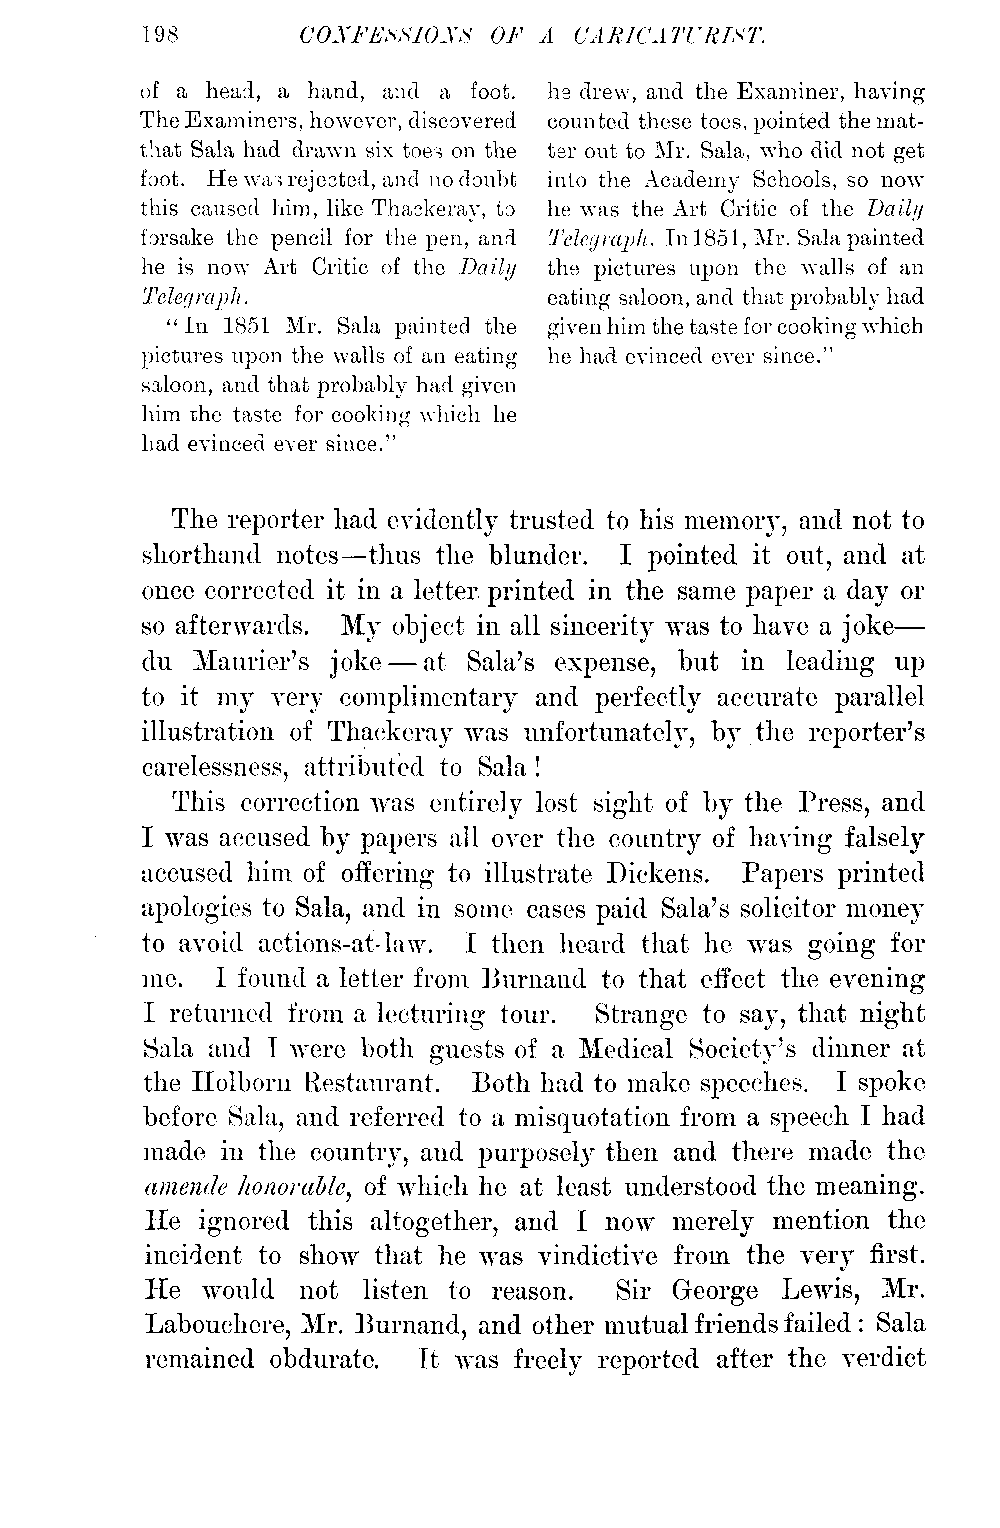 198 CONFESSIONS OF A CARICATURIST.
of a head, a hand, and a foot.
The Examiners, however, discovered
that Sala had drawn six toes on the
foot. He was rejected, and no doubt
this caused him, like Thackeray, to
forsake the pencil for the pen, and
he is now Art Critic of the Daily
Telegraph.
"In 1851 Mr. Sala painted the
pictures upon the walls of an eating
saloon, and that probably had given
him the taste for cooking which he
had evinced ever since."
he drew, and the Examiner, having
counted these toes, pointed the mat-
ter out to Mr. Sala, who did not get
into the Academy Schools, so now
he was the Art Critic of the Daily
Telegraph. In 1851, Mr. Sala painted
the pictures upon the walls of an
eating saloon, and that probably had
given him the taste for cooking which
he had evinced ever since."
The reporter had evidently trusted to his memory, and not to
shorthand notes—thus the blunder. I pointed it out, and at
once corrected it in a letter printed in the same paper a day or
so afterwards. My object in all sincerity was to have a joke—
du Maurier's joke—at Sala's expense, but in leading up
to it my very complimentary and perfectly accurate parallel
illustration of Thackeray was unfortunately, by the reporter's
carelessness, attributed to Sala!
This correction was entirely lost sight of by the Press, and
I was accused by papers all over the country of having falsely
accused him of offering to illustrate Dickens. Papers printed
apologies to Sala, and in some cases paid Sala's solicitor money
to avoid actions-at-law. I then heard that he was going for
me. I found a letter from Burnand to that effect the evening
I returned from a lecturing tour. Strange to say, that night
Sala and I were both guests of a Medical Society's dinner at
the Holborn Restaurant. Both had to make speeches. I spoke
before Sala, and referred to a misquotation from a speech I had
made in the country, and purposely then and there made the
amende honorable, of which he at least understood the meaning.
He ignored this altogether, and I now merely mention the
incident to show that he was vindictive from the very first.
He would not listen to reason. Sir George Lewis, Mr.
Labouchere, Mr. Burnand, and other mutual friends failed: Sala
remained obdurate. It was freely reported after the verdict